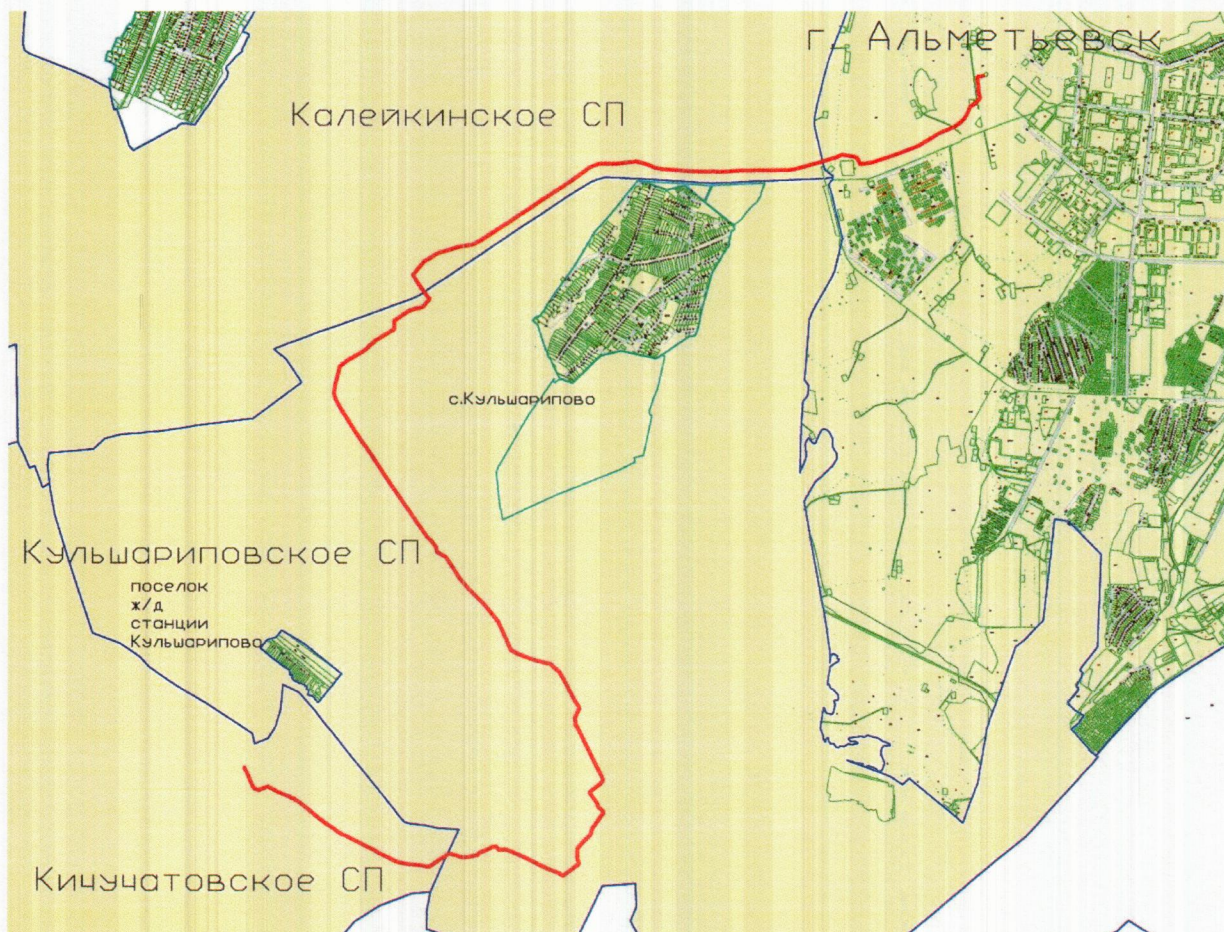 г. Альметьевск
Калейкинское СП
с.Кульшарипово
Кульшариповское СП
поселок
ж/д
станции
Кульшарипово
Кичучатовское СП